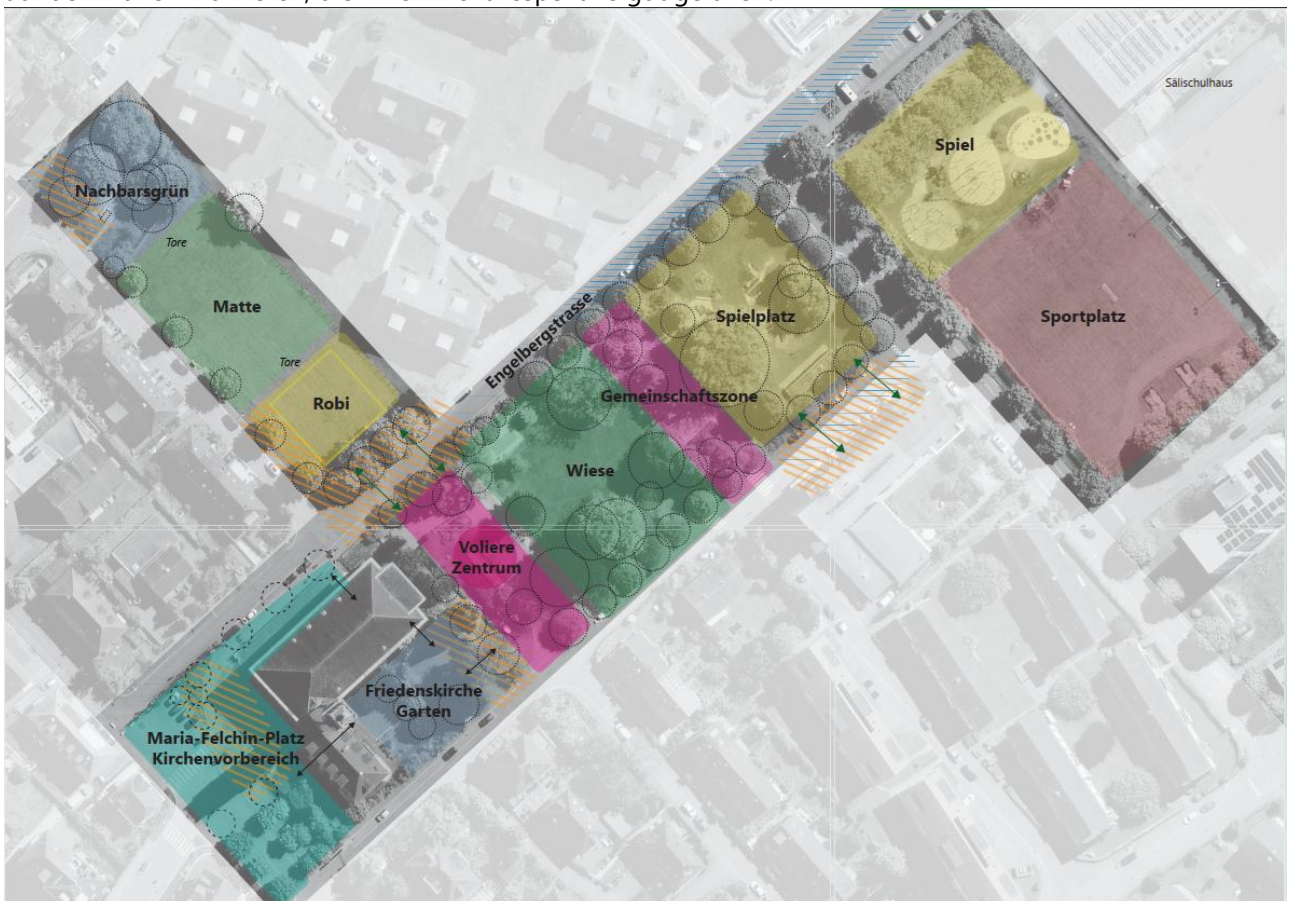 Sälischulhaus
Spiel
Nachbarsgrün
Tore
Matte
Spielplatz
Sportplatz
Engelbergstrasse
Tore
Robi
Gemeinschaftszone
Wiese
Voliere
Zentrum
Friedenskirche
Garten
Maria-Felchin-Platz
Kirchenvorbereich